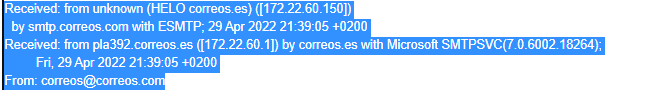 Received: from unknown (HELO correos.es) ([172.22.60.150])
by smtp.correos.com with ESMTP; 29 Apr 2022 21:39:05 +0200
Received: from pla392.correos.es ([172.22.60.1]) by correos.es with Microsoft SMTPSVC(7.0.6002.18264);
Fri, 29 Apr 2022 21:39:05 +0200
From: correos@correos.com